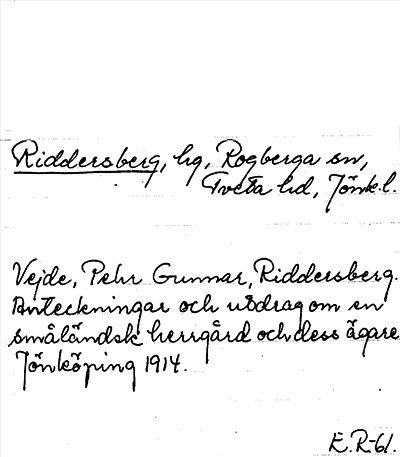 Riddersberg, hg, Rogberga sn,
Tveta hd, Jönk.l.
Vejde, Pehr Gunnar, Riddersberg.
Anteckningar och utdrag om en
småländsk herrgård och dess ägare
Jönköping 1914.
E.R-61.